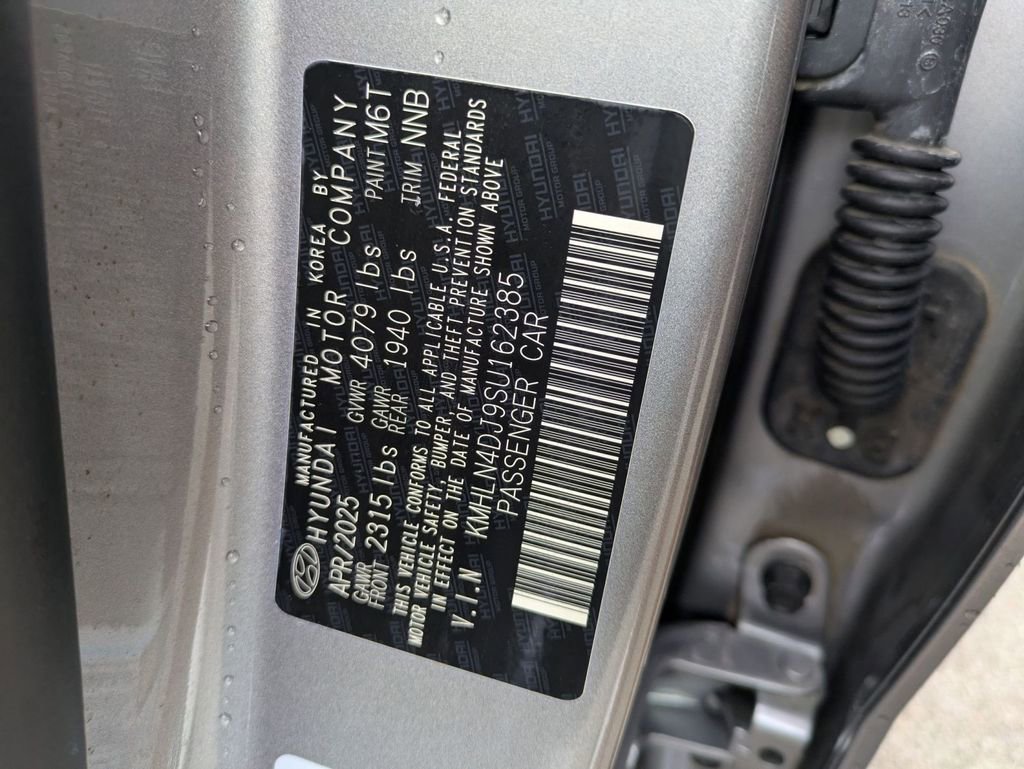 MANUFACTURED IN KOREA BY
HYUNDAI MOTOR COMPANY
APR/2025 GVWR 4079 lbs PAINT M6T
GAWR FRONT 2315 lbs GAWR REAR 1940 lbs TRIM NNB
THIS VEHICLE CONFORMS TO ALL APPLICABLE U.S.A. FEDERAL
MOTOR VEHICLE SAFETY, BUMPER, AND THEFT PREVENTION STANDARDS
IN EFFECT ON THE DATE OF MANUFACTURE SHOWN ABOVE
V.I.N KMHLN4DJ9SU162385
PASSENGER CAR
HYUNDAI
MOTOR GROUP